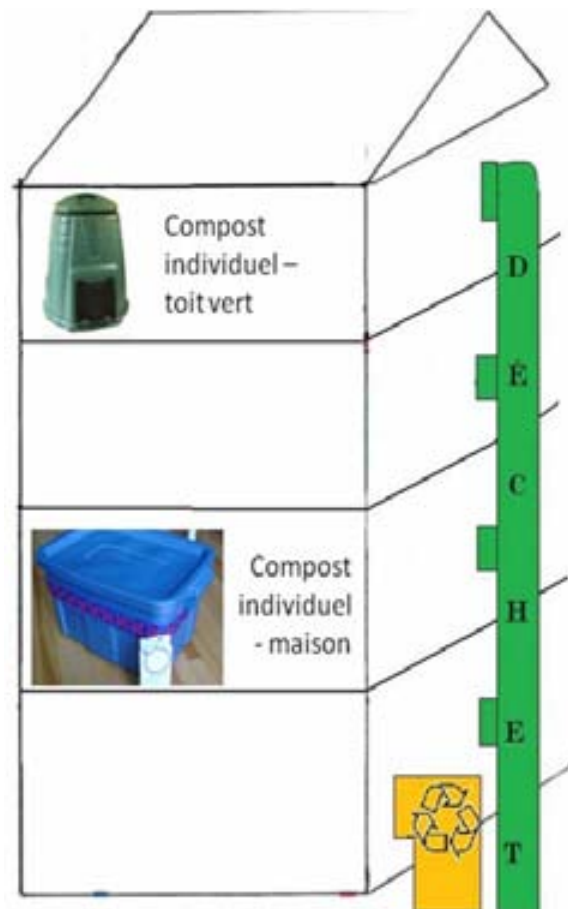 Compost
individuel –
toit vert
Compost
individuel
- maison
D
É
C
H
E
T